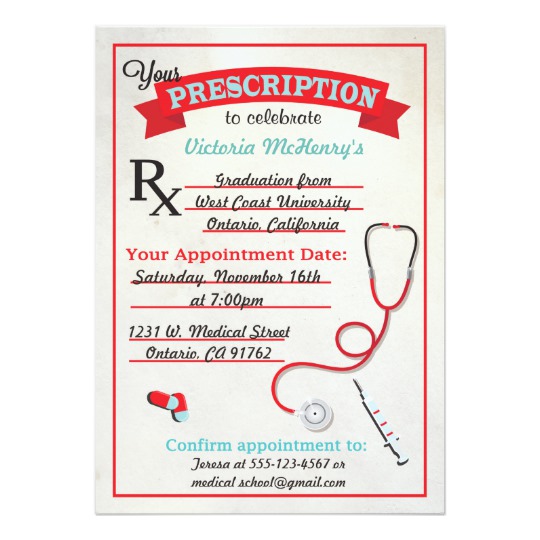 Your
PRESCRIPTION
to celebrate
Victoria McHenry's
Rx
Graduation from
West Coast University
Ontario, California
Your Appointment Date:
Saturday, November 16th
at 7:00pm
1231 W. Medical Street
Ontario, CA 91762
Confirm appointment to:
Teresa at 555-123-4567 or
medical school@gmail.com